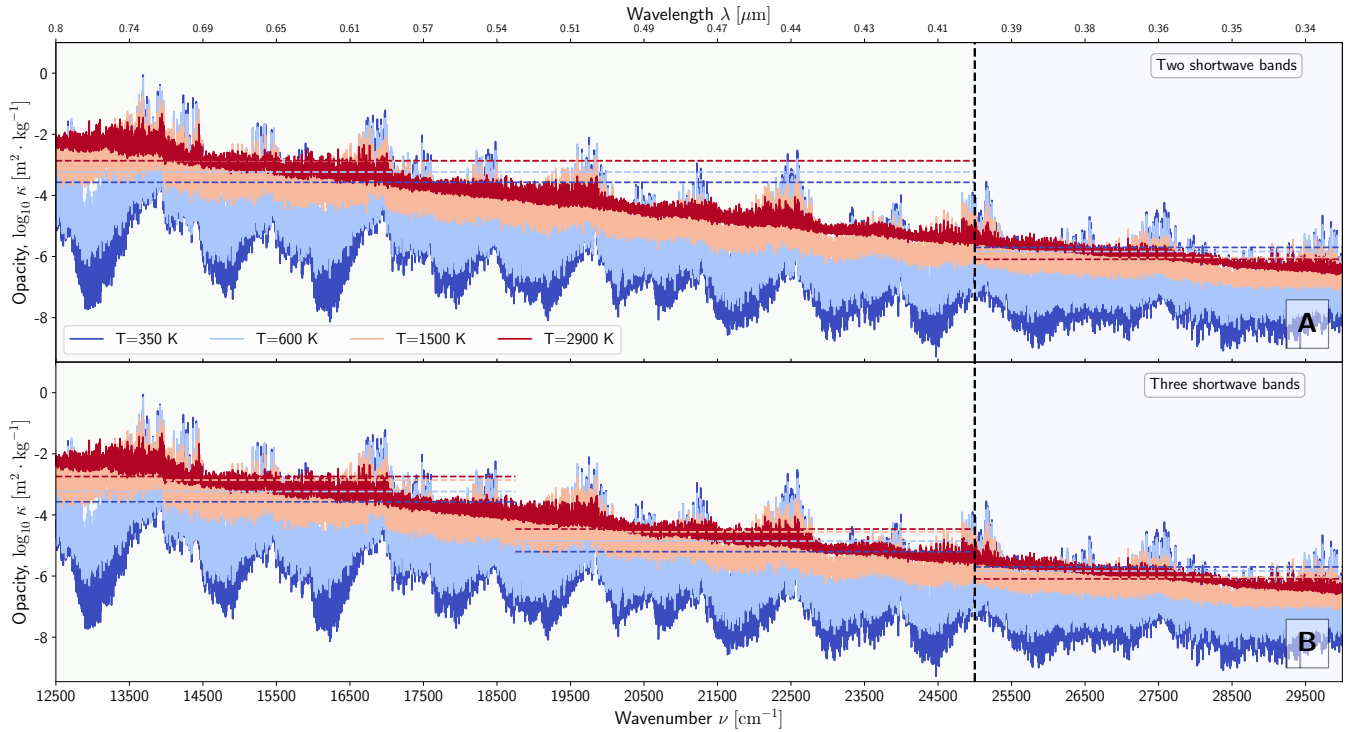 Wavelength λ [μm]
0.8 0.74 0.69 0.65 0.61 0.57 0.54 0.51 0.49 0.47 0.44 0.43 0.41 0.39 0.38 0.36 0.35 0.34
Two shortwave bands
Opacity, log₁₀ κ [m² · kg⁻¹]
0
-2
-4
-6
-8
T=350 K T=600 K T=1500 K T=2900 K
A
Three shortwave bands
Opacity, log₁₀ κ [m² · kg⁻¹]
0
-2
-4
-6
-8
B
12500 13500 14500 15500 16500 17500 18500 19500 20500 21500 22500 23500 24500 25500 26500 27500 28500 29500
Wavenumber ν [cm⁻¹]